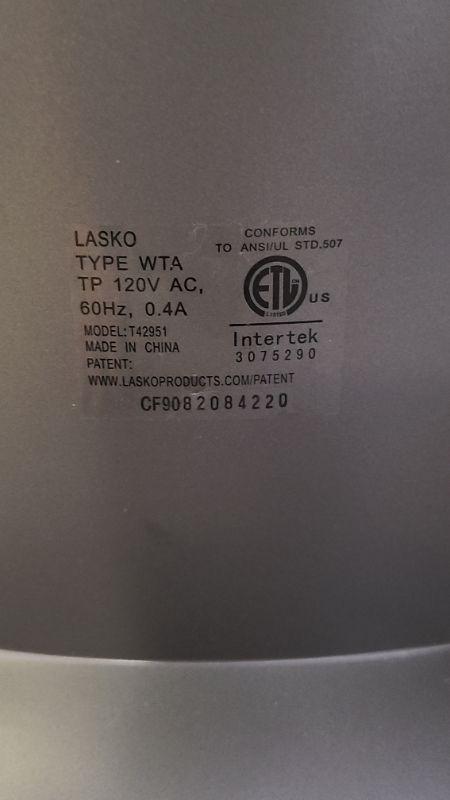 LASKO
TYPE WTA
TP 120V AC,
60Hz, 0.4A
MODEL: T42951
MADE IN CHINA
PATENT:
WWW.LASKOPRODUCTS.COM/PATENT
CF9082084220
CONFORMS
TO ANSI/UL STD.507
ETL
LISTED
US
Intertek
3075290